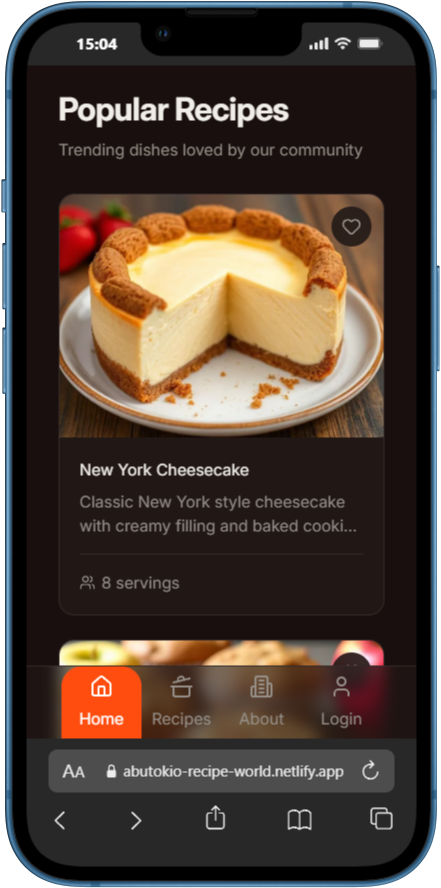 15:04
Popular Recipes
Trending dishes loved by our community
New York Cheesecake
Classic New York style cheesecake
with creamy filling and baked cooki...
8 servings
Home Recipes About Login
AA abutokio-recipe-world.netlify.app